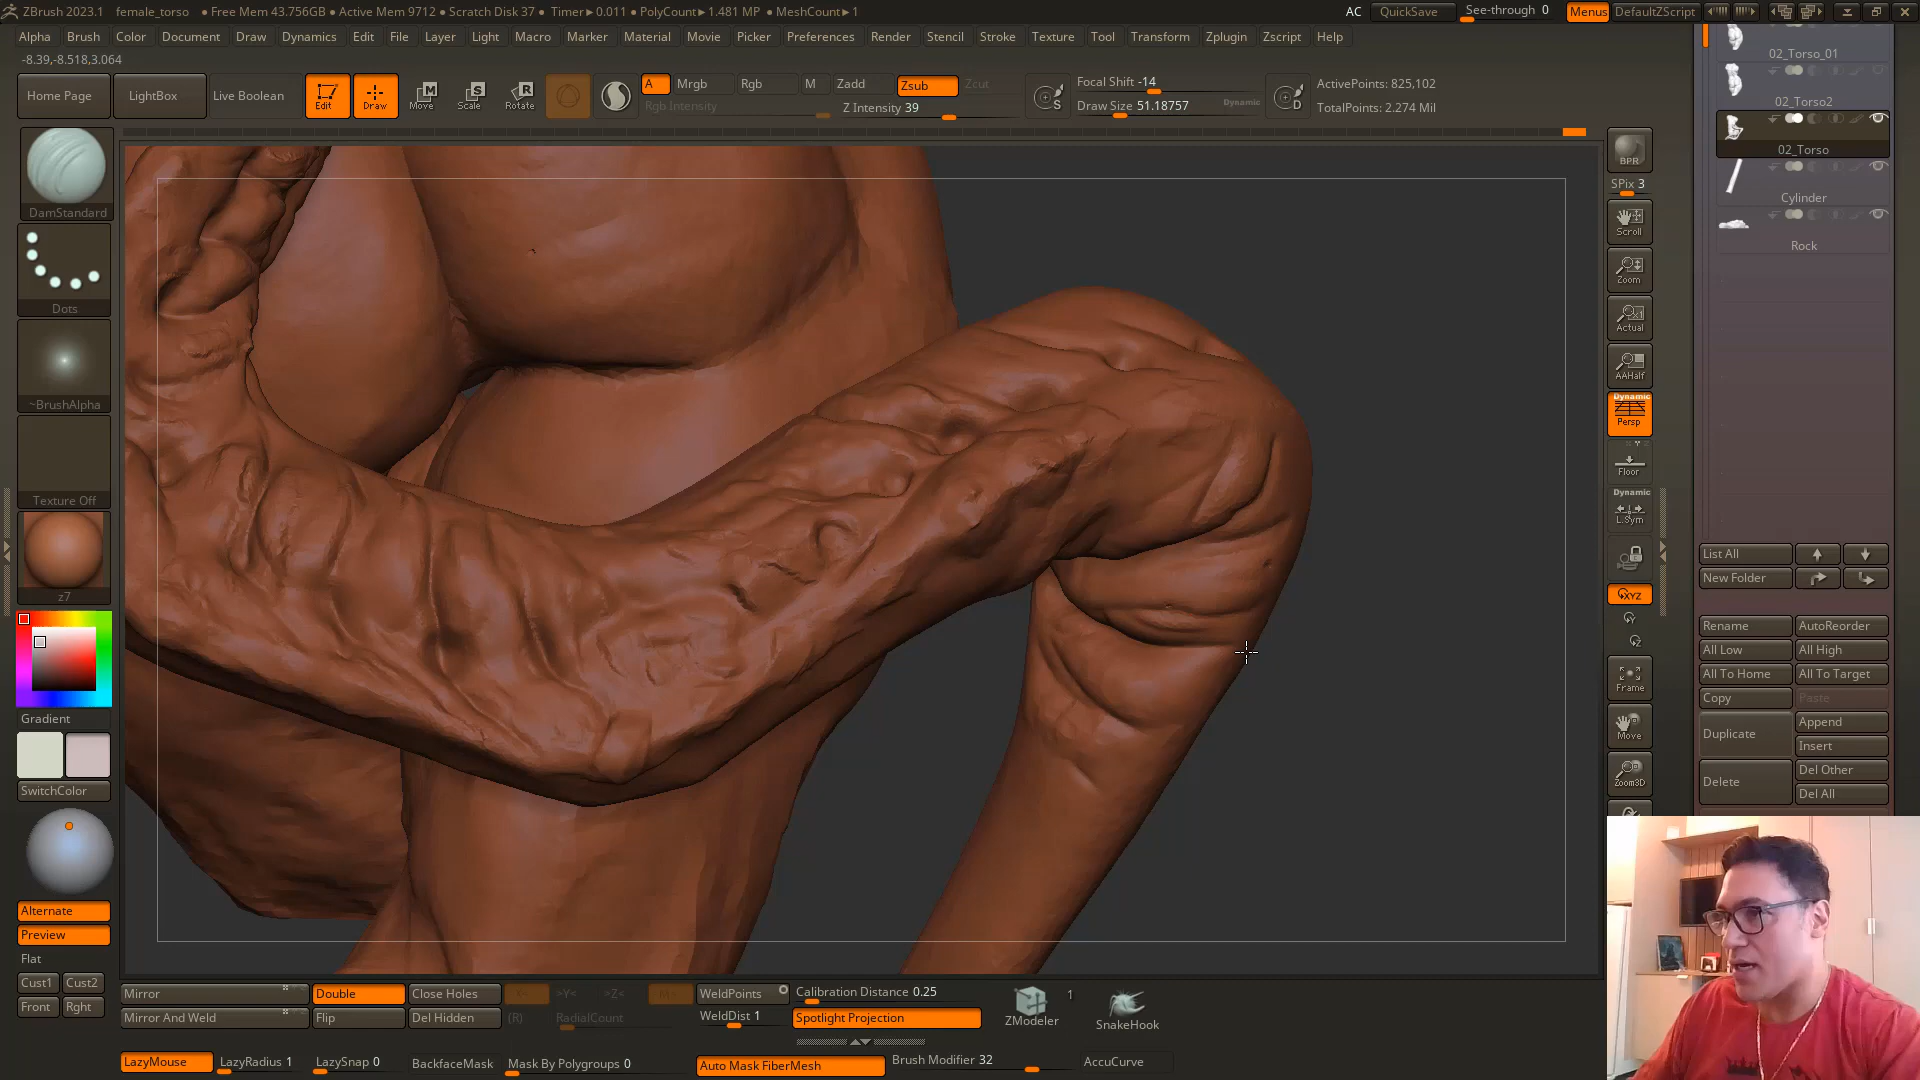 ZBrush 2023.1 female_torso • Free Mem 43.756GB • Active Mem 9712 • Scratch Disk 37 • Timer▸0.011 • PolyCount▸1.481 MP • MeshCount▸1 AC QuickSave See-through 0 Menus DefaultZScript
Alpha Brush Color Document Draw Dynamics Edit File Layer Light Macro Marker Material Movie Picker Preferences Render Stencil Stroke Texture Tool Transform Zplugin Zscript Help
-8.39,-8.518,3.064
Home Page LightBox Live Boolean Edit Draw Move Scale Rotate
A Mrgb Rgb M Zadd Zsub Zcut
Rgb Intensity Z Intensity 39
S Focal Shift -14
Draw Size 51.18757 Dynamic
D ActivePoints: 825,102
TotalPoints: 2.274 Mil
DamStandard
Dots
~BrushAlpha
Texture Off
z7
Gradient
SwitchColor
Alternate
Preview
Flat
Cust1 Cust2
Front Rght
BPR
SPix 3
Scroll
Zoom
Actual
AAHalf
Dynamic
Persp
Floor
Dynamic
L.Sym
XYZ
Frame
Move
Zoom3D
02_Torso_01
02_Torso2
02_Torso
Cylinder
Rock
List All
New Folder
Rename AutoReorder
All Low All High
All To Home All To Target
Copy Paste
Duplicate Append
Insert
Delete Del Other
Del All
Mirror Double Close Holes >Y< >Z< WeldPoints Calibration Distance 0.25
Mirror And Weld Flip Del Hidden (R) RadialCount WeldDist 1 Spotlight Projection
ZModeler 1 SnakeHook
LazyMouse LazyRadius 1 LazySnap 0 BackfaceMask Mask By Polygroups 0 Auto Mask FiberMesh Brush Modifier 32 AccuCurve